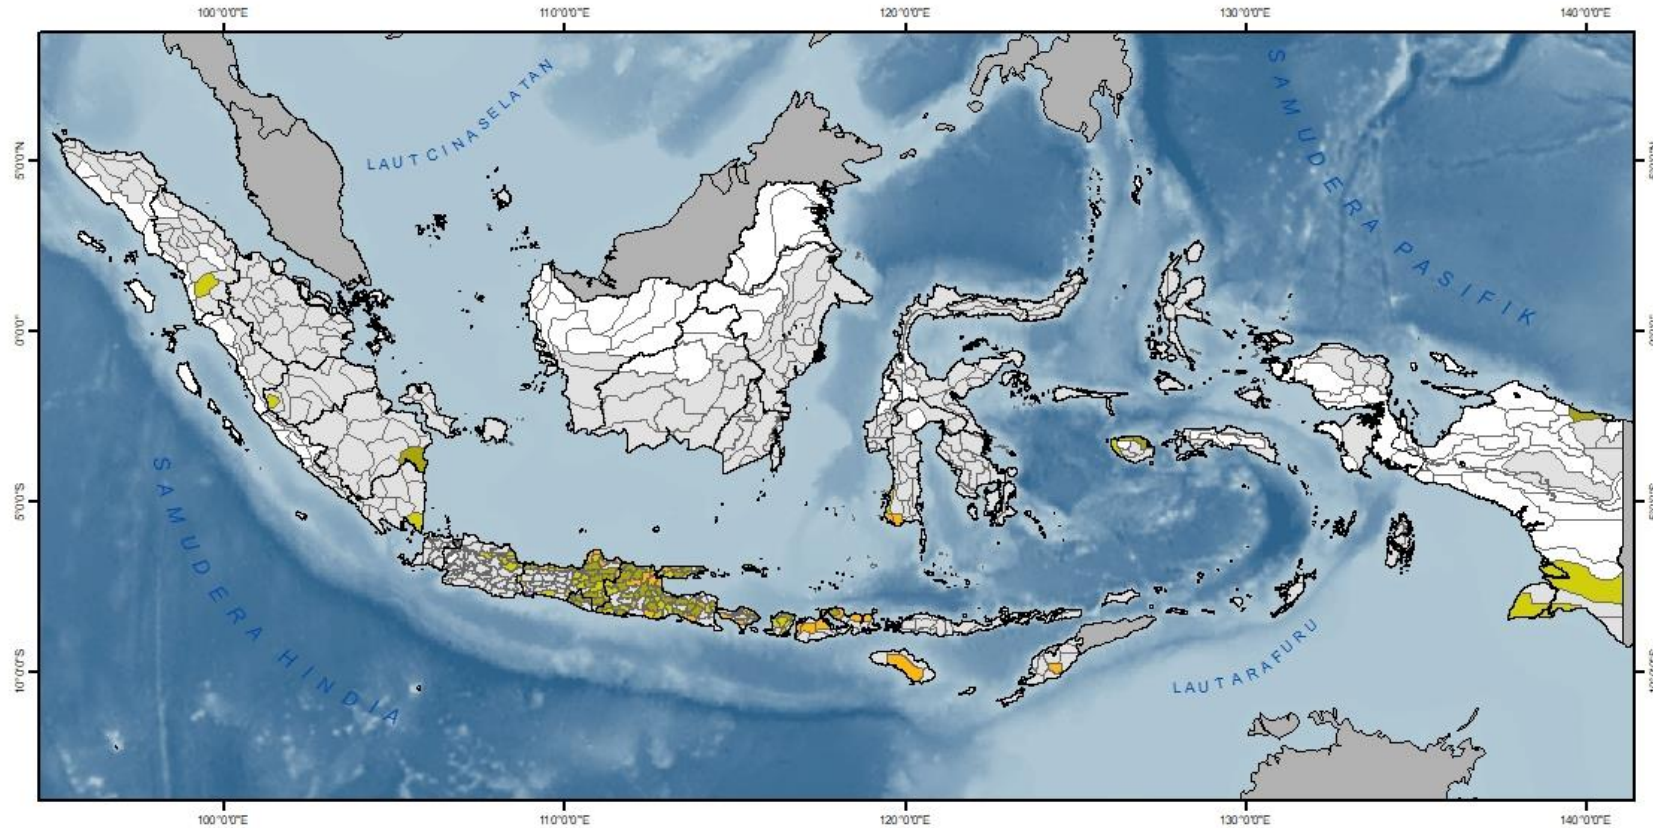 100°0'0"E 110°0'0"E 120°0'0"E 130°0'0"E 140°0'0"E
LAUT CINA SELATAN
SAMUDERA PASIFIK
5°0'0"N
0°0'0"
5°0'0"S
10°0'0"S
SAMUDERA HINDIA
LAUT ARAFURU
100°0'0"E 110°0'0"E 120°0'0"E 130°0'0"E 140°0'0"E